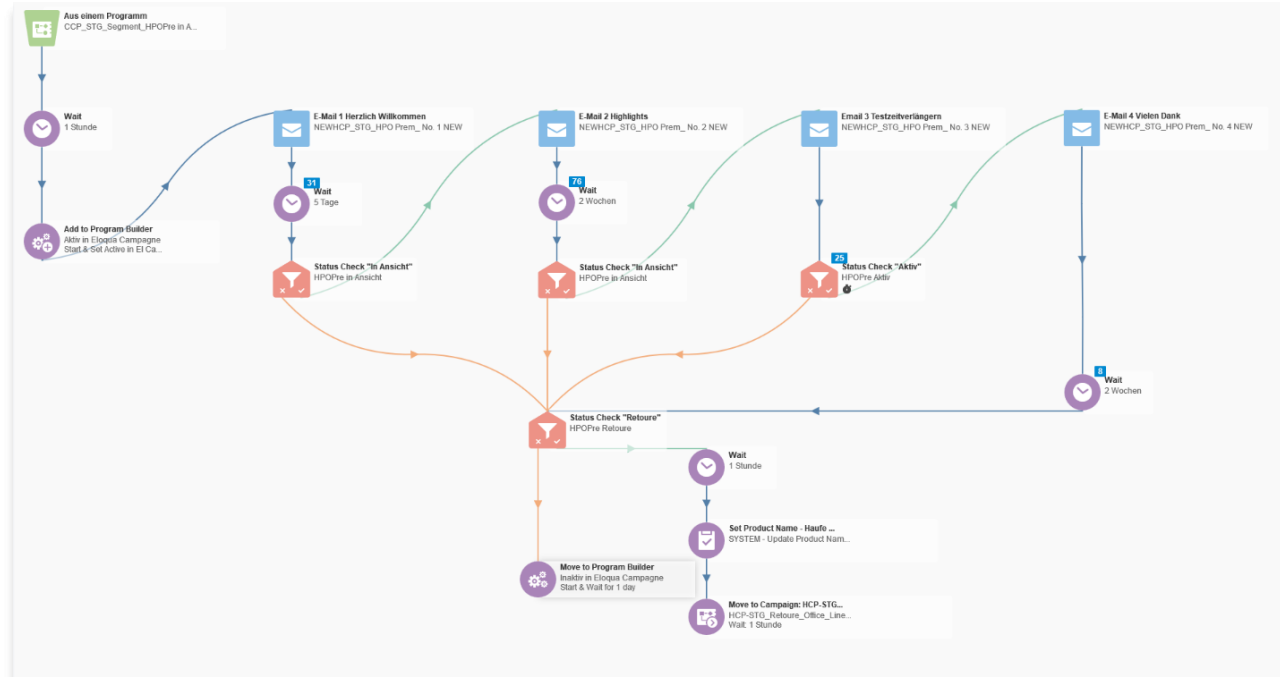 Aus einem Programm
CCP_STG_Segment_HPOPre in A...
Wait
1 Stunde
Add to Program Builder
Aktiv in Eloqua Campagne
Start & Set Active in El Ca...
E-Mail 1 Herzlich Willkommen
NEWHCP_STG_HPO Prem_ No. 1 NEW
31
Wait
5 Tage
Status Check "In Ansicht"
HPOPre in Ansicht
E-Mail 2 Highlights
NEWHCP_STG_HPO Prem_ No. 2 NEW
76
Wait
2 Wochen
Status Check "In Ansicht"
HPOPre in Ansicht
Email 3 Testzeitverlängern
NEWHCP_STG_HPO Prem_ No. 3 NEW
25
Status Check "Aktiv"
HPOPre Aktiv
E-Mail 4 Vielen Dank
NEWHCP_STG_HPO Prem_ No. 4 NEW
8
Wait
2 Wochen
Status Check "Retoure"
HPOPre Retoure
Wait
1 Stunde
Set Product Name - Haufe ...
SYSTEM - Update Product Nam...
Move to Program Builder
Inaktiv in Eloqua Campagne
Start & Wait for 1 day
Move to Campaign: HCP-STG...
HCP-STG_Retoure_Office_Line...
Wait: 1 Stunde